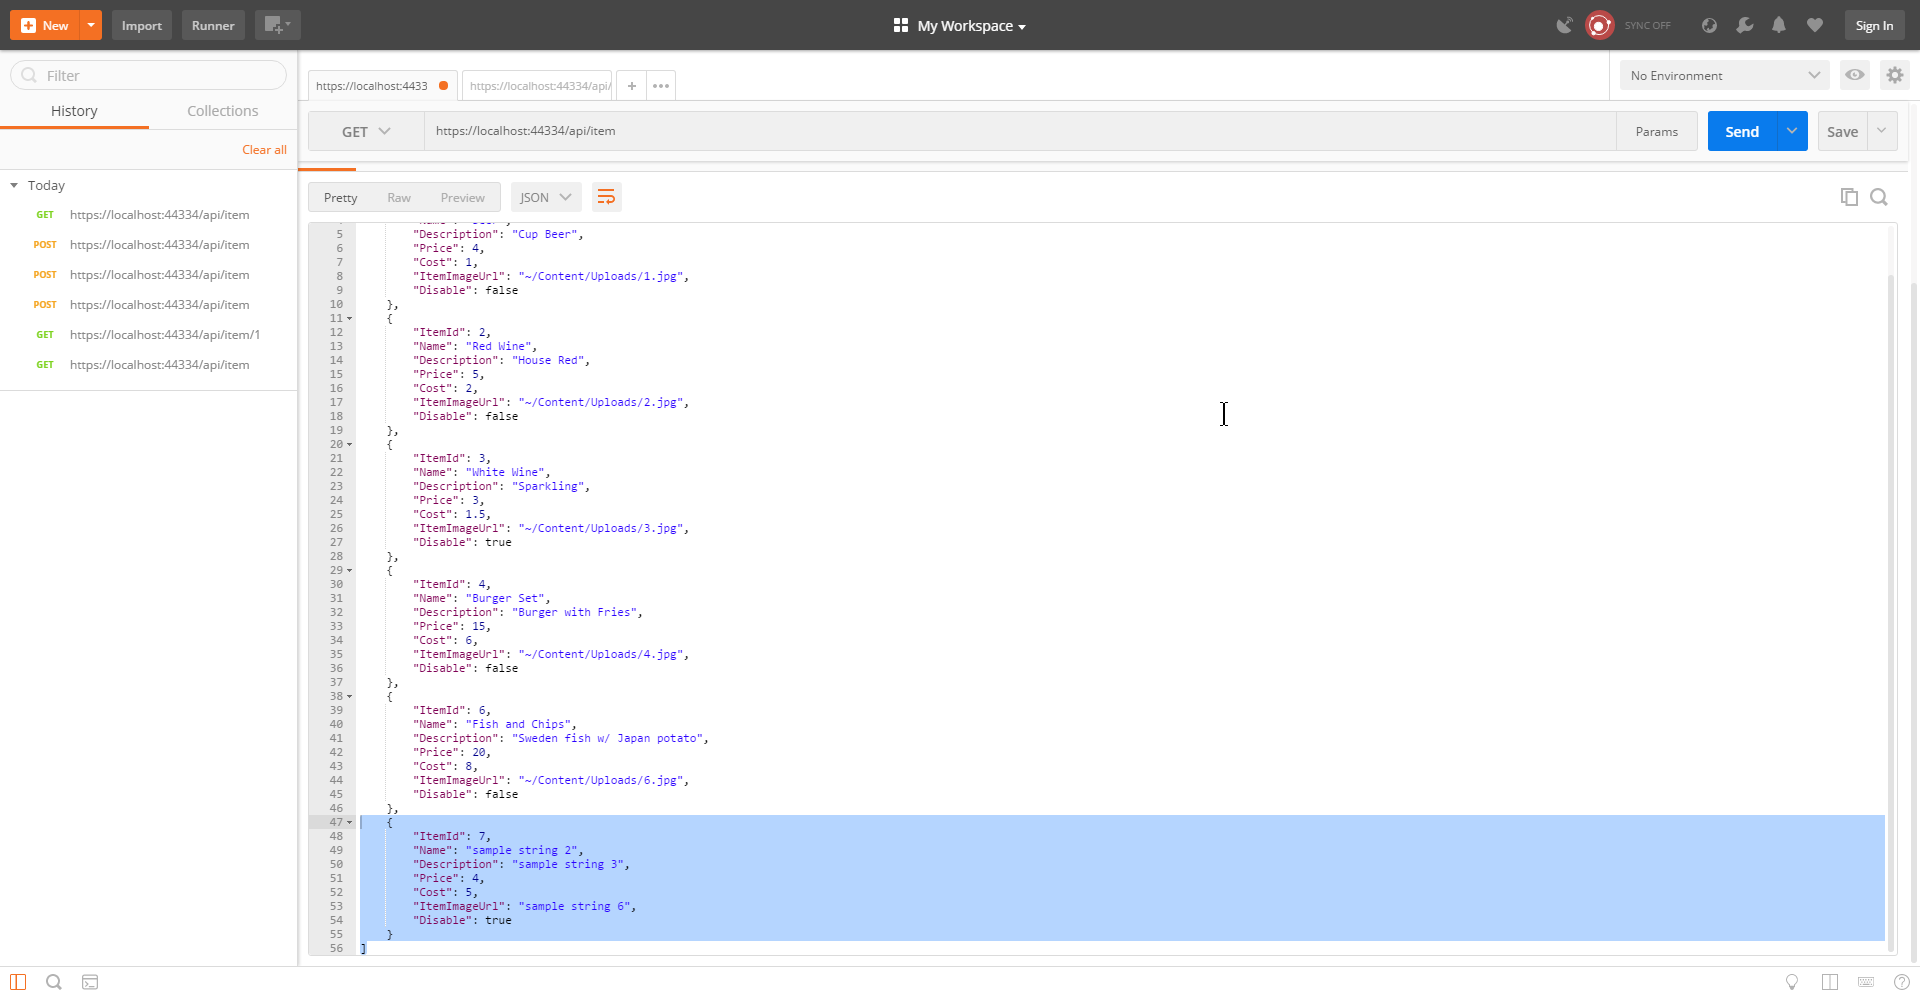 New
Import
Runner
My Workspace
SYNC OFF
Sign In
Filter
History
Collections
Clear all
Today
GET https://localhost:44334/api/item
POST https://localhost:44334/api/item
POST https://localhost:44334/api/item
POST https://localhost:44334/api/item
GET https://localhost:44334/api/item/1
GET https://localhost:44334/api/item
https://localhost:4433
https://localhost:44334/api/
+
No Environment
GET
https://localhost:44334/api/item
Params
Send
Save
Pretty
Raw
Preview
JSON
5 "Description": "Cup Beer",
6 "Price": 4,
7 "Cost": 1,
8 "ItemImageUrl": "~/Content/Uploads/1.jpg",
9 "Disable": false
10 },
11 {
12 "ItemId": 2,
13 "Name": "Red Wine",
14 "Description": "House Red",
15 "Price": 5,
16 "Cost": 2,
17 "ItemImageUrl": "~/Content/Uploads/2.jpg",
18 "Disable": false
19 },
20 {
21 "ItemId": 3,
22 "Name": "White Wine",
23 "Description": "Sparkling",
24 "Price": 3,
25 "Cost": 1.5,
26 "ItemImageUrl": "~/Content/Uploads/3.jpg",
27 "Disable": true
28 },
29 {
30 "ItemId": 4,
31 "Name": "Burger Set",
32 "Description": "Burger with Fries",
33 "Price": 15,
34 "Cost": 6,
35 "ItemImageUrl": "~/Content/Uploads/4.jpg",
36 "Disable": false
37 },
38 {
39 "ItemId": 6,
40 "Name": "Fish and Chips",
41 "Description": "Sweden fish w/ Japan potato",
42 "Price": 20,
43 "Cost": 8,
44 "ItemImageUrl": "~/Content/Uploads/6.jpg",
45 "Disable": false
46 },
47 {
48 "ItemId": 7,
49 "Name": "sample string 2",
50 "Description": "sample string 3",
51 "Price": 4,
52 "Cost": 5,
53 "ItemImageUrl": "sample string 6",
54 "Disable": true
55 }
56 ]